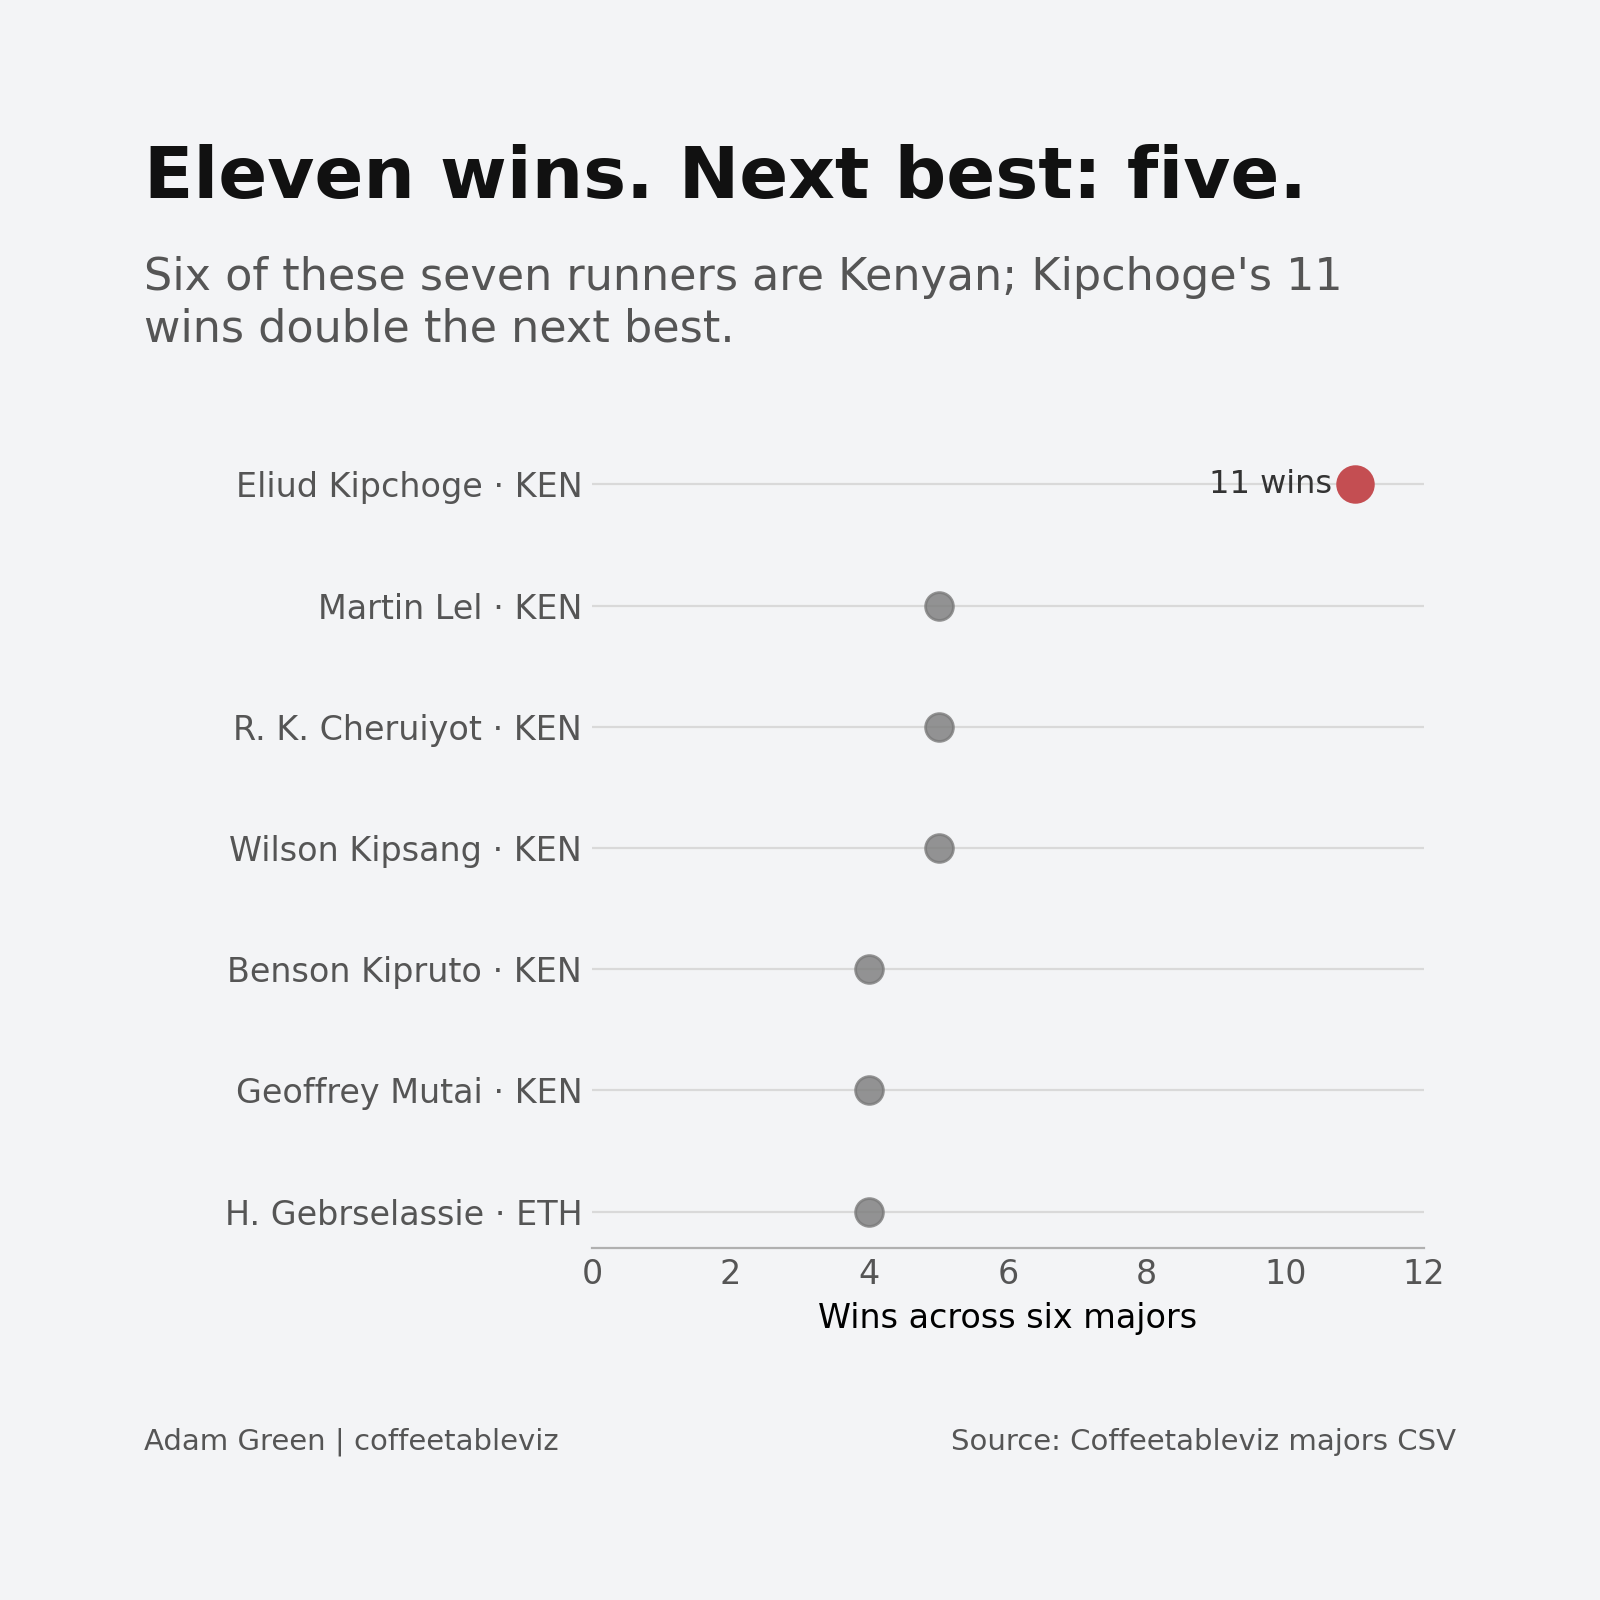 Eleven wins. Next best: five.
Six of these seven runners are Kenyan; Kipchoge's 11
wins double the next best.
Eliud Kipchoge · KEN
11 wins
Martin Lel · KEN
R. K. Cheruiyot · KEN
Wilson Kipsang · KEN
Benson Kipruto · KEN
Geoffrey Mutai · KEN
H. Gebrselassie · ETH
0 2 4 6 8 10 12
Wins across six majors
Adam Green | coffeetableviz
Source: Coffeetableviz majors CSV